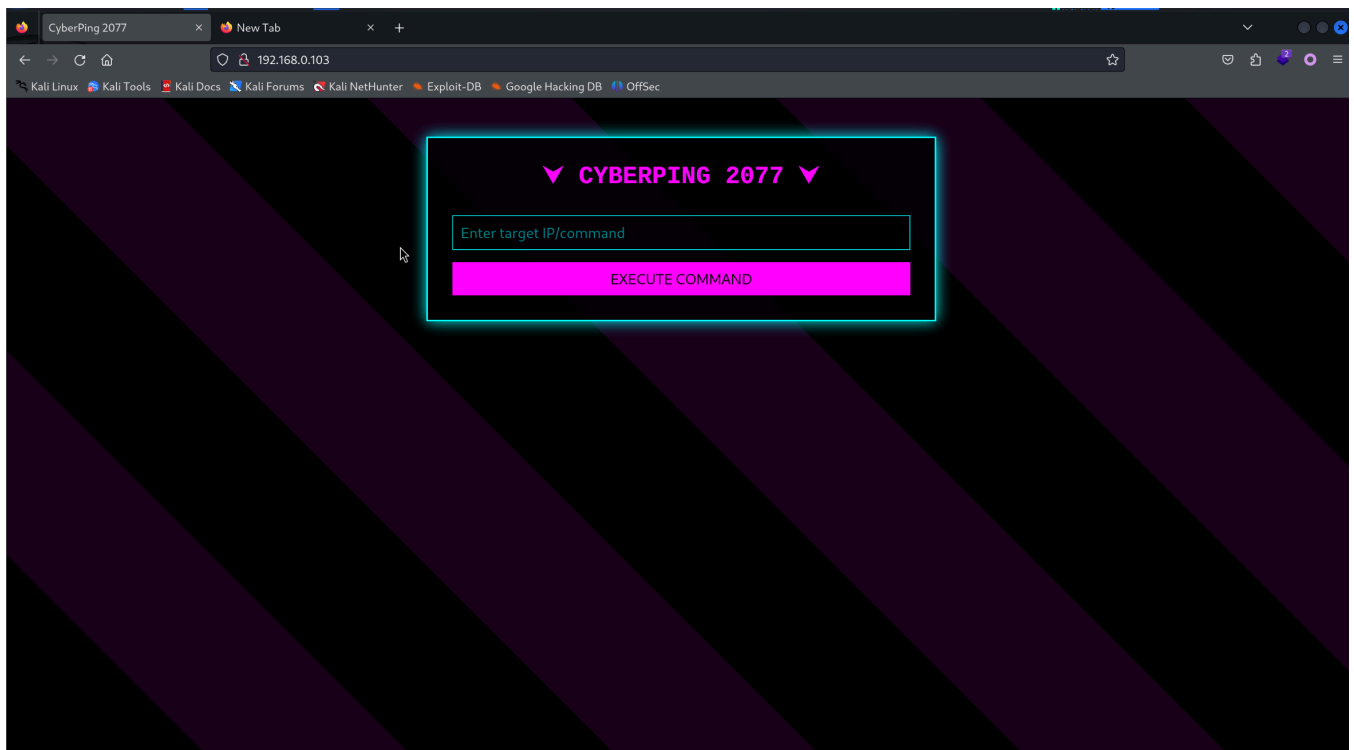 CyberPing 2077 × New Tab × +
192.168.0.103
2
Kali Linux Kali Tools Kali Docs Kali Forums Kali NetHunter Exploit-DB Google Hacking DB OffSec
CYBERPING 2077
Enter target IP/command
EXECUTE COMMAND